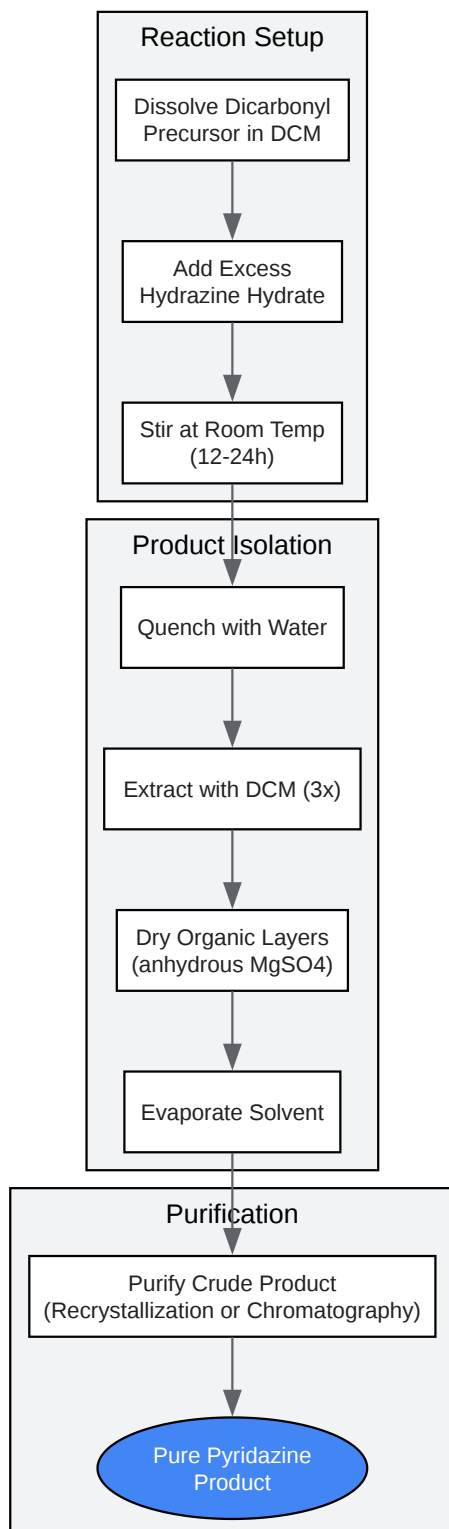 Reaction Setup
Dissolve Dicarbonyl
Precursor in DCM
Add Excess
Hydrazine Hydrate
Stir at Room Temp
(12-24h)
Product Isolation
Quench with Water
Extract with DCM (3x)
Dry Organic Layers
(anhydrous MgSO4)
Evaporate Solvent
Purification
Purify Crude Product
(Recrystallization or Chromatography)
Pure Pyridazine
Product